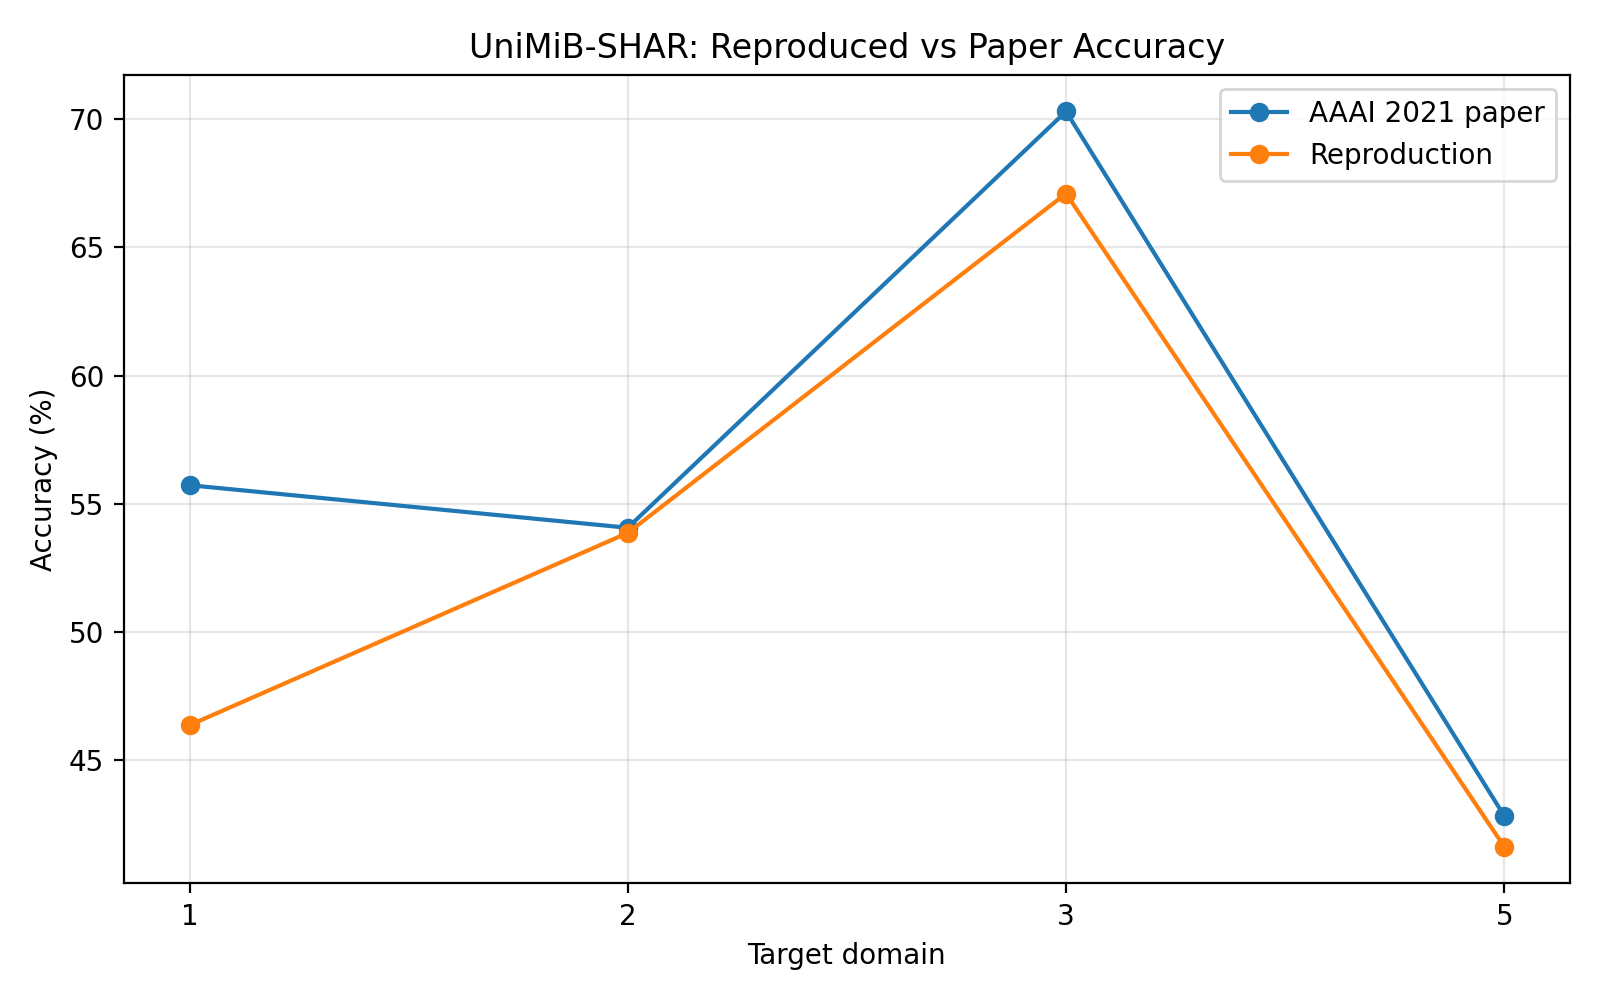 UniMiB-SHAR: Reproduced vs Paper Accuracy
AAAI 2021 paper
Reproduction
Accuracy (%)
70
65
60
55
50
45
1 2 3 5
Target domain